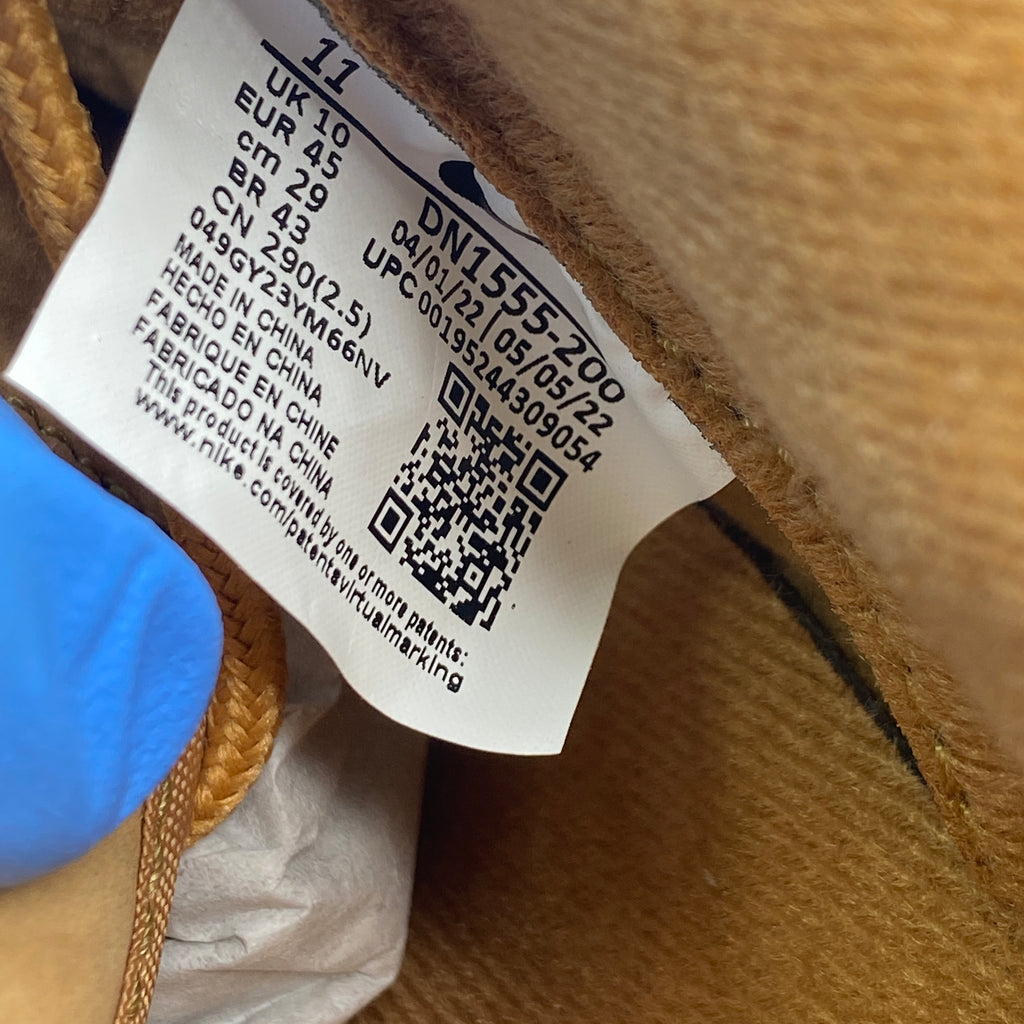 11
UK 10
EUR 45
cm 29
BR 43
CN 290(2.5)
049GY23YM66NV
MADE IN CHINA
HECHO EN CHINA
FABRIQUE EN CHINE
FABRICADO NA CHINA
This product is covered by one or more patents:
www.nike.com/patentsvirtualmarking
DN1555-200
04/01/22|05/05/22
UPC 00195244309054